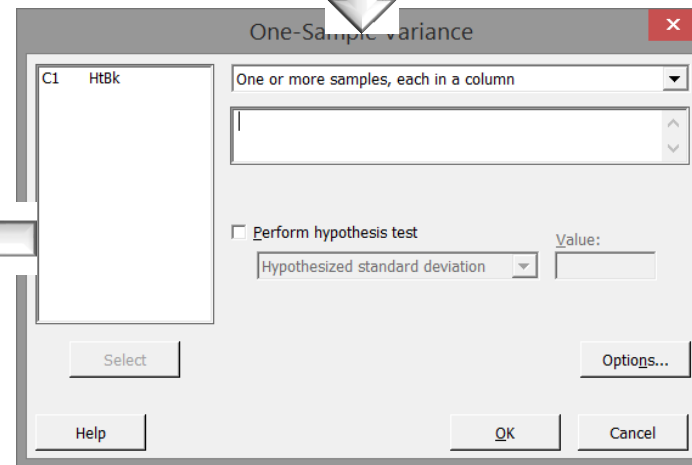 One-Sample Variance
C1 HtBk
One or more samples, each in a column
Perform hypothesis test
Value:
Hypothesized standard deviation
Select
Options...
Help
OK
Cancel